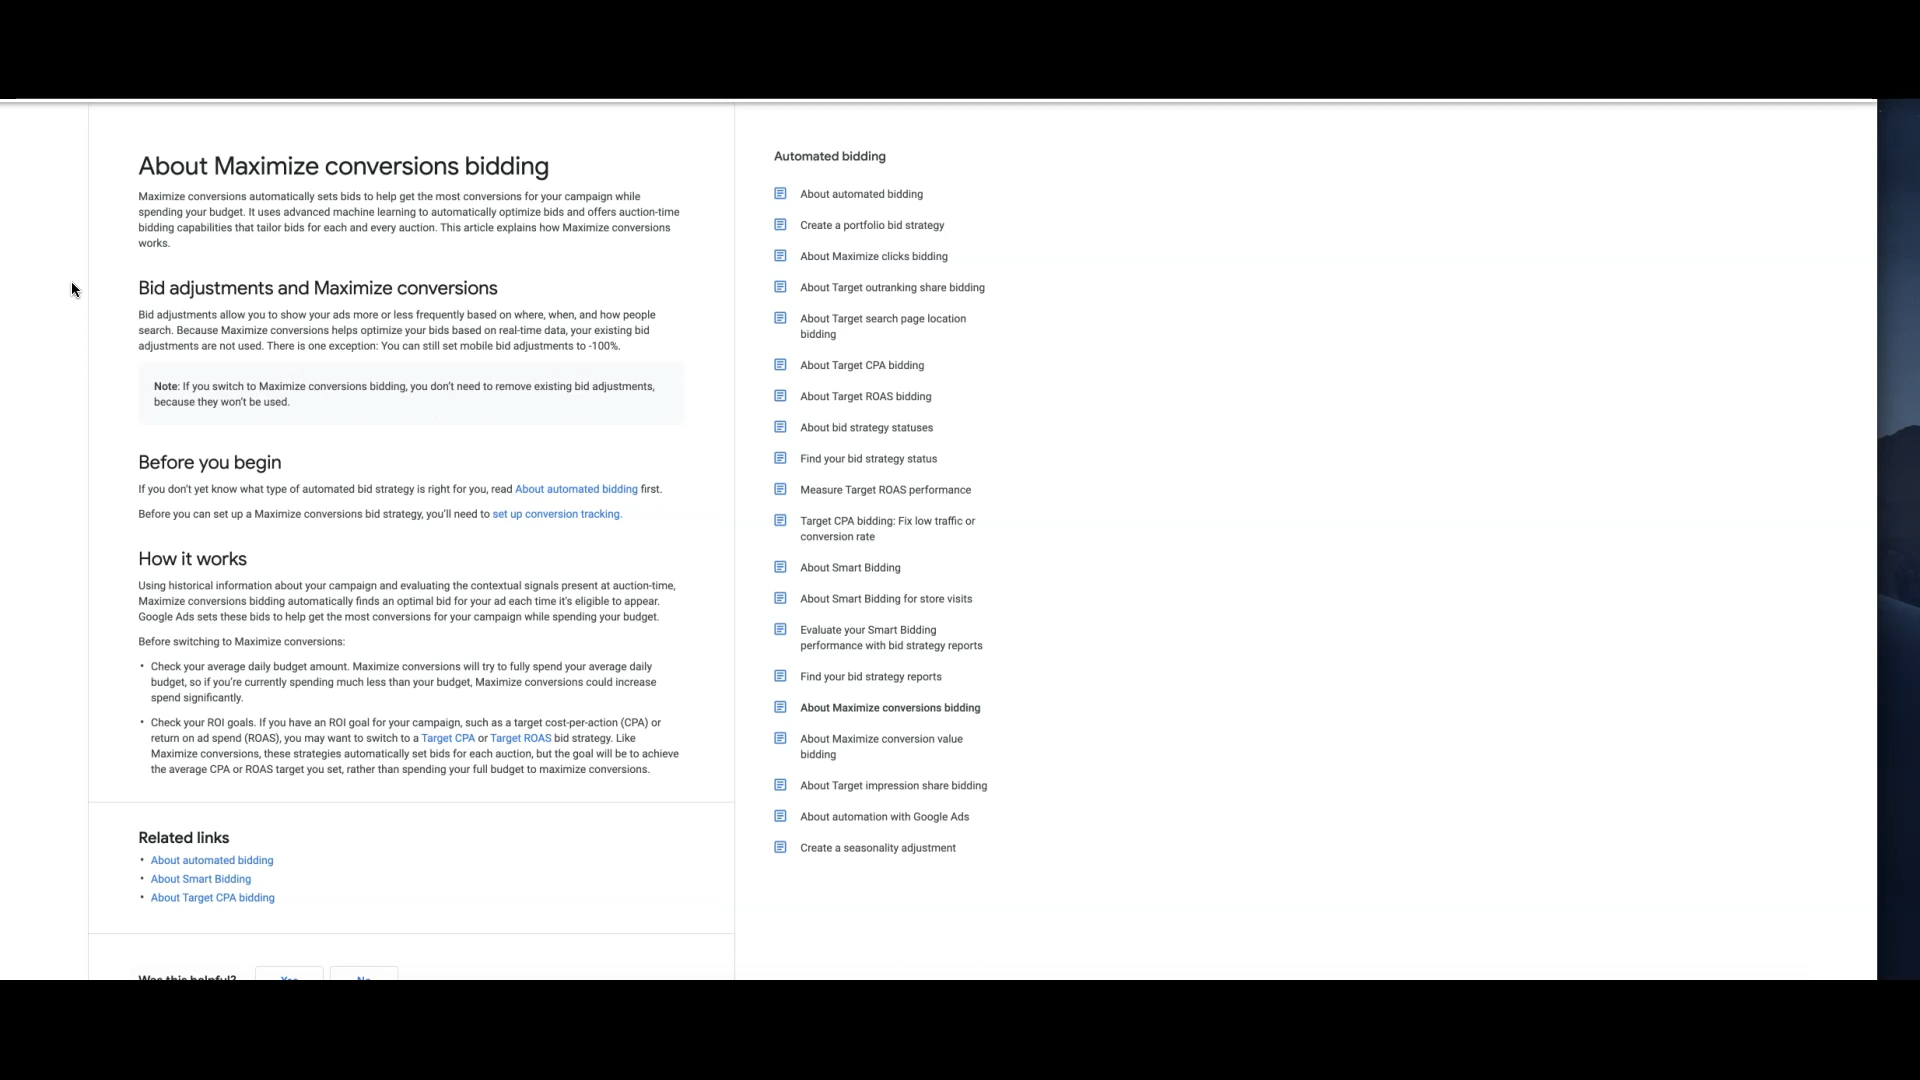 About Maximize conversions bidding
Maximize conversions automatically sets bids to help get the most conversions for your campaign while
spending your budget. It uses advanced machine learning to automatically optimize bids and offers auction-time
bidding capabilities that tailor bids for each and every auction. This article explains how Maximize conversions
works.
Bid adjustments and Maximize conversions
Bid adjustments allow you to show your ads more or less frequently based on where, when, and how people
search. Because Maximize conversions helps optimize your bids based on real-time data, your existing bid
adjustments are not used. There is one exception: You can still set mobile bid adjustments to -100%.
Note: If you switch to Maximize conversions bidding, you don’t need to remove existing bid adjustments,
because they won’t be used.
Before you begin
If you don’t yet know what type of automated bid strategy is right for you, read About automated bidding first.
Before you can set up a Maximize conversions bid strategy, you’ll need to set up conversion tracking.
How it works
Using historical information about your campaign and evaluating the contextual signals present at auction-time,
Maximize conversions bidding automatically finds an optimal bid for your ad each time it’s eligible to appear.
Google Ads sets these bids to help get the most conversions for your campaign while spending your budget.
Before switching to Maximize conversions:
• Check your average daily budget amount. Maximize conversions will try to fully spend your average daily
budget, so if you’re currently spending much less than your budget, Maximize conversions could increase
spend significantly.
• Check your ROI goals. If you have an ROI goal for your campaign, such as a target cost-per-action (CPA) or
return on ad spend (ROAS), you may want to switch to a Target CPA or Target ROAS bid strategy. Like
Maximize conversions, these strategies automatically set bids for each auction, but the goal will be to achieve
the average CPA or ROAS target you set, rather than spending your full budget to maximize conversions.
Related links
• About automated bidding
• About Smart Bidding
• About Target CPA bidding
Was this helpful? Yes No
Automated bidding
About automated bidding
Create a portfolio bid strategy
About Maximize clicks bidding
About Target outranking share bidding
About Target search page location
bidding
About Target CPA bidding
About Target ROAS bidding
About bid strategy statuses
Find your bid strategy status
Measure Target ROAS performance
Target CPA bidding: Fix low traffic or
conversion rate
About Smart Bidding
About Smart Bidding for store visits
Evaluate your Smart Bidding
performance with bid strategy reports
Find your bid strategy reports
About Maximize conversions bidding
About Maximize conversion value
bidding
About Target impression share bidding
About automation with Google Ads
Create a seasonality adjustment